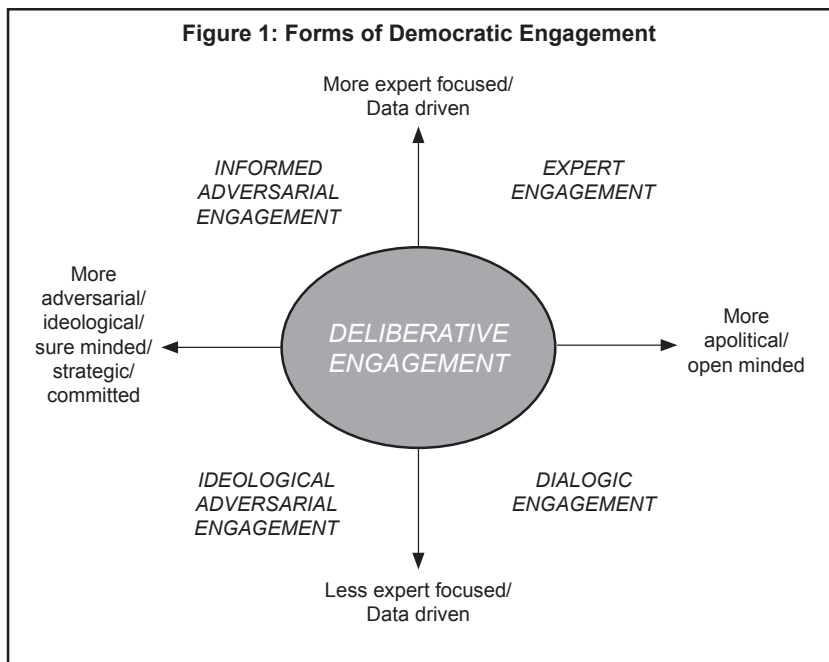 Figure 1: Forms of Democratic Engagement
More expert focused/
Data driven
INFORMED
ADVERSARIAL
ENGAGEMENT
EXPERT
ENGAGEMENT
More
adversarial/
ideological/
sure minded/
strategic/
committed
DELIBERATIVE
ENGAGEMENT
More
apolitical/
open minded
IDEOLOGICAL
ADVERSARIAL
ENGAGEMENT
DIALOGIC
ENGAGEMENT
Less expert focused/
Data driven